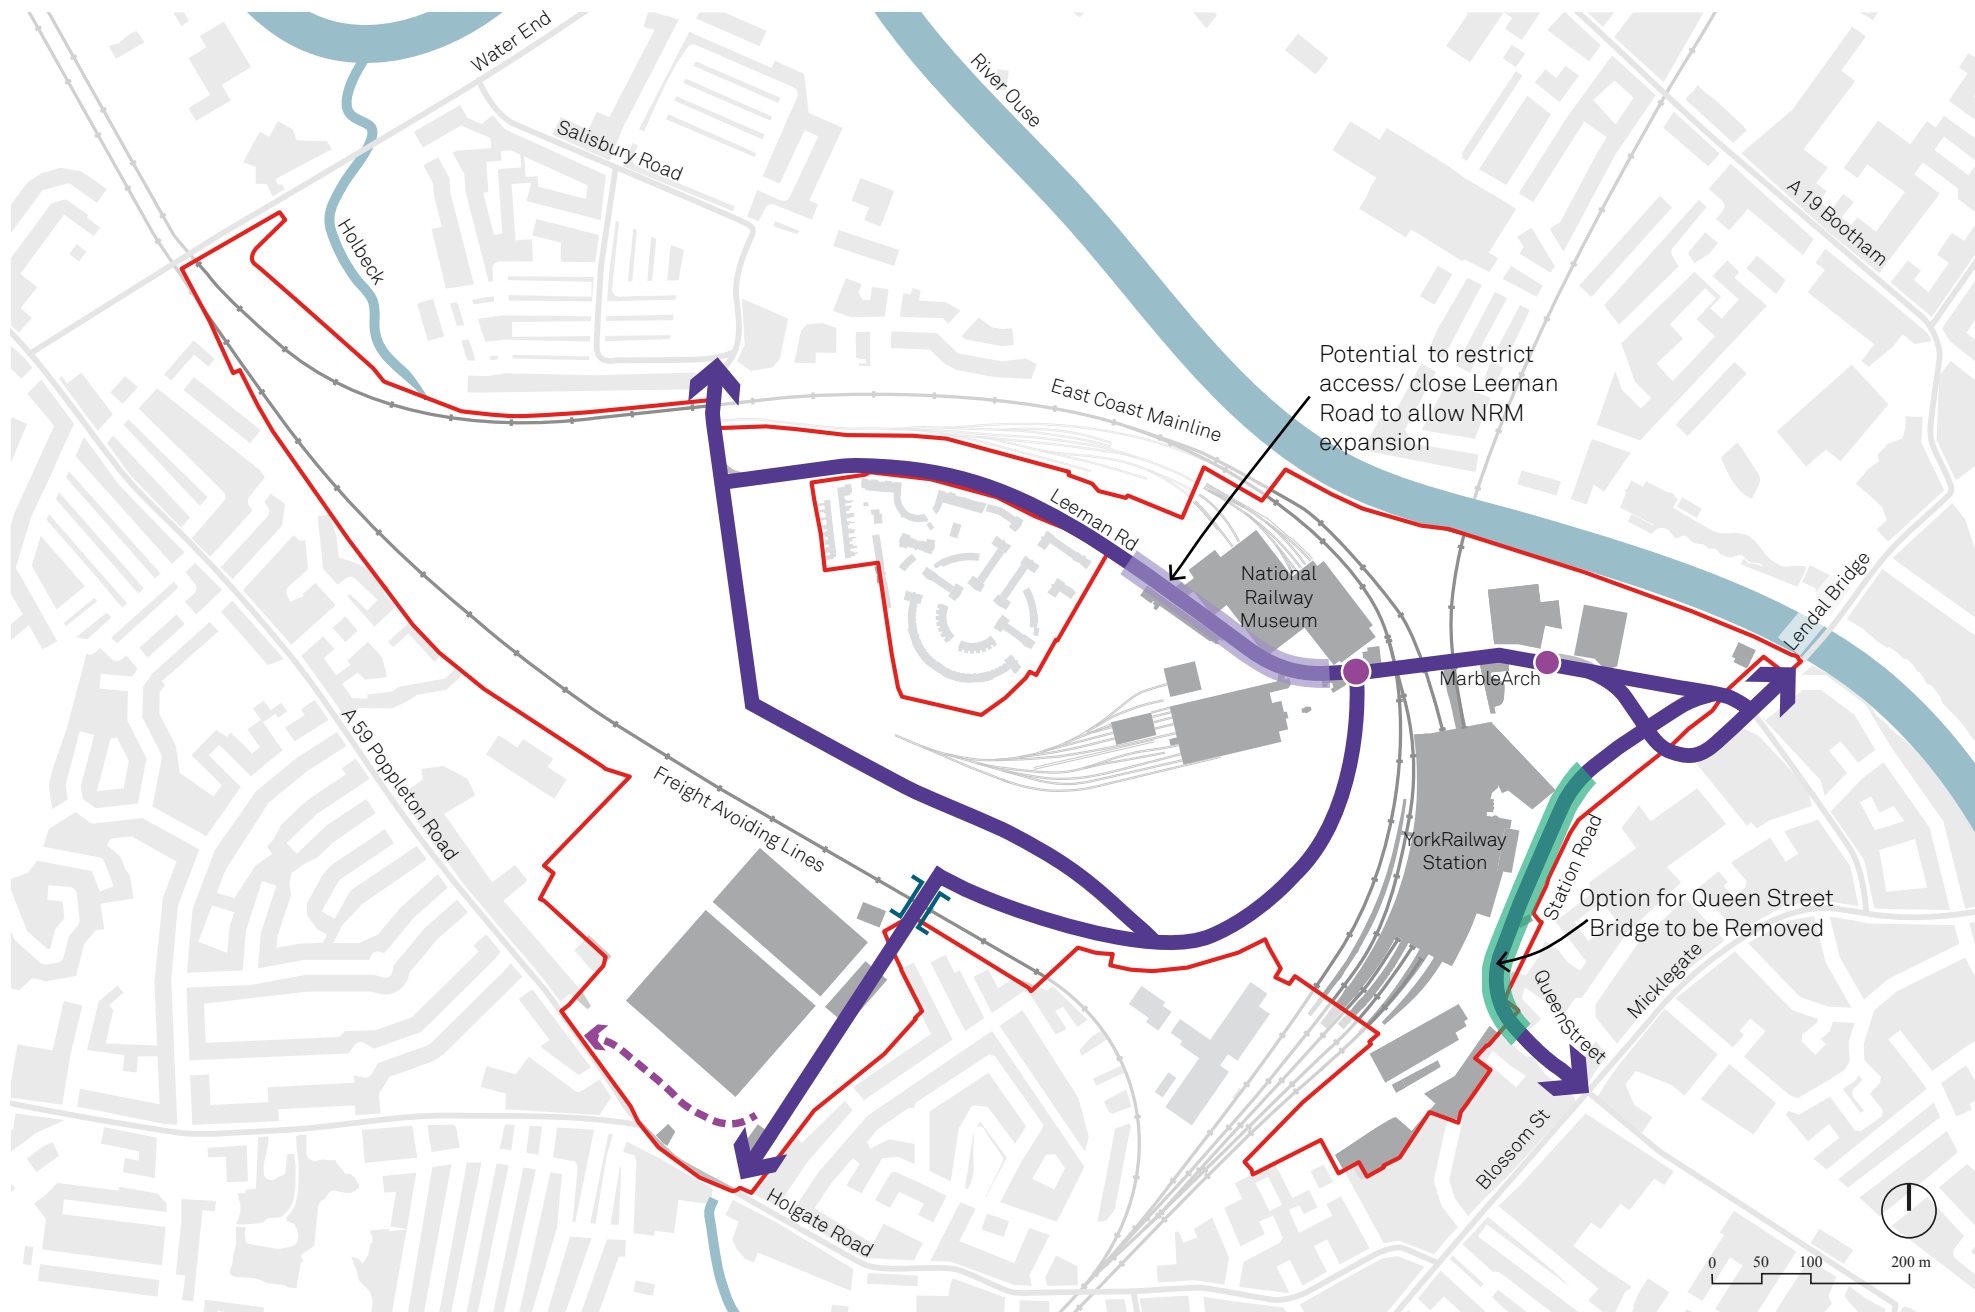 Water End
River Ouse
Salisbury Road
A 19 Bootham
Holbeck
Potential to restrict
access/ close Leeman
Road to allow NRM
expansion
East Coast Mainline
Leeman Rd
National
Railway
Museum
Lendal Bridge
MarbleArch
A 59 Poppleton Road
Freight Avoiding Lines
YorkRailway
Station
Station Road
Option for Queen Street
Bridge to be Removed
QueenStreet
Micklegate
Blossom St
Holgate Road
0 50 100 200 m